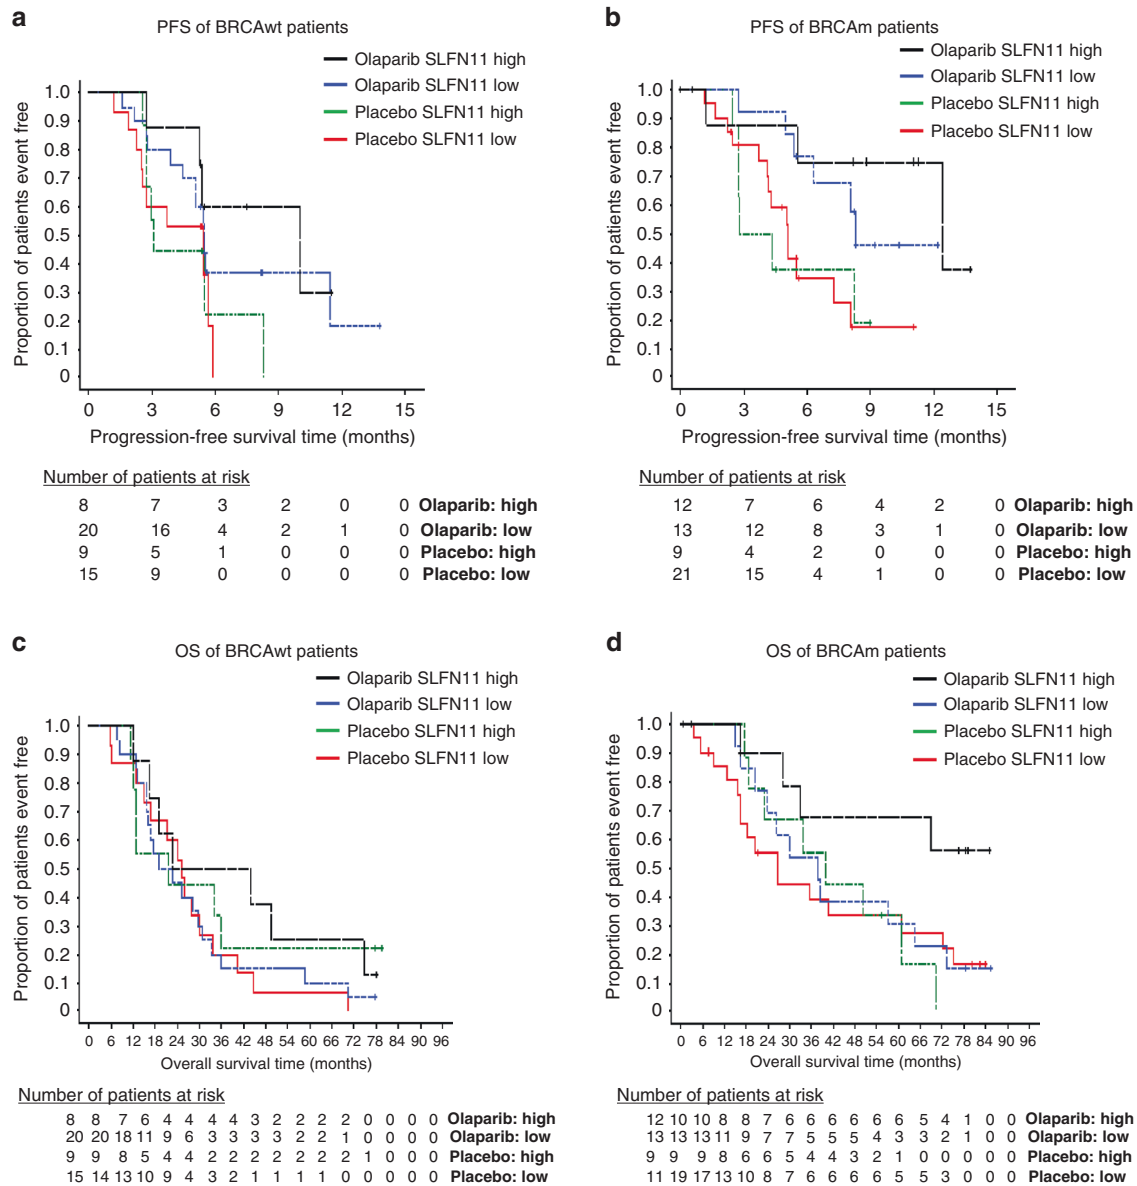 a
PFS of BRCAwt patients
Olaparib SLFN11 high
Olaparib SLFN11 low
Placebo SLFN11 high
Placebo SLFN11 low
Proportion of patients event free
1.0
0.9
0.8
0.7
0.6
0.5
0.4
0.3
0.2
0.1
0
0 3 6 9 12 15
Progression-free survival time (months)
Number of patients at risk
8 7 3 2 0 0 Olaparib: high
20 16 4 2 1 0 Olaparib: low
9 5 1 0 0 0 Placebo: high
15 9 0 0 0 0 Placebo: low
b
PFS of BRCAm patients
Olaparib SLFN11 high
Olaparib SLFN11 low
Placebo SLFN11 high
Placebo SLFN11 low
Proportion of patients event free
1.0
0.9
0.8
0.7
0.6
0.5
0.4
0.3
0.2
0.1
0
0 3 6 9 12 15
Progression-free survival time (months)
Number of patients at risk
12 7 6 4 2 0 Olaparib: high
13 12 8 3 1 0 Olaparib: low
9 4 2 0 0 0 Placebo: high
21 15 4 1 0 0 Placebo: low
c
OS of BRCAwt patients
Olaparib SLFN11 high
Olaparib SLFN11 low
Placebo SLFN11 high
Placebo SLFN11 low
Proportion of patients event free
1.0
0.9
0.8
0.7
0.6
0.5
0.4
0.3
0.2
0.1
0
0 6 12 18 24 30 36 42 48 54 60 66 72 78 84 90 96
Overall survival time (months)
Number of patients at risk
8 8 7 6 4 4 4 4 3 2 2 2 2 0 0 0 0 Olaparib: high
20 20 18 11 9 6 3 3 3 3 2 2 1 0 0 0 0 Olaparib: low
9 9 8 5 4 4 2 2 2 2 2 2 2 1 0 0 0 Placebo: high
15 14 13 10 9 4 3 2 1 1 1 1 0 0 0 0 0 Placebo: low
d
OS of BRCAm patients
Olaparib SLFN11 high
Olaparib SLFN11 low
Placebo SLFN11 high
Placebo SLFN11 low
Proportion of patients event free
1.0
0.9
0.8
0.7
0.6
0.5
0.4
0.3
0.2
0.1
0
0 6 12 18 24 30 36 42 48 54 60 66 72 78 84 90 96
Overall survival time (months)
Number of patients at risk
12 10 10 8 8 7 6 6 6 6 6 5 4 1 0 0 Olaparib: high
13 13 13 11 9 7 7 5 5 5 4 3 3 2 1 0 0 Olaparib: low
9 9 9 8 6 6 5 4 4 3 2 1 0 0 0 0 0 Placebo: high
11 19 17 13 10 8 7 6 6 6 6 5 5 3 0 0 0 Placebo: low